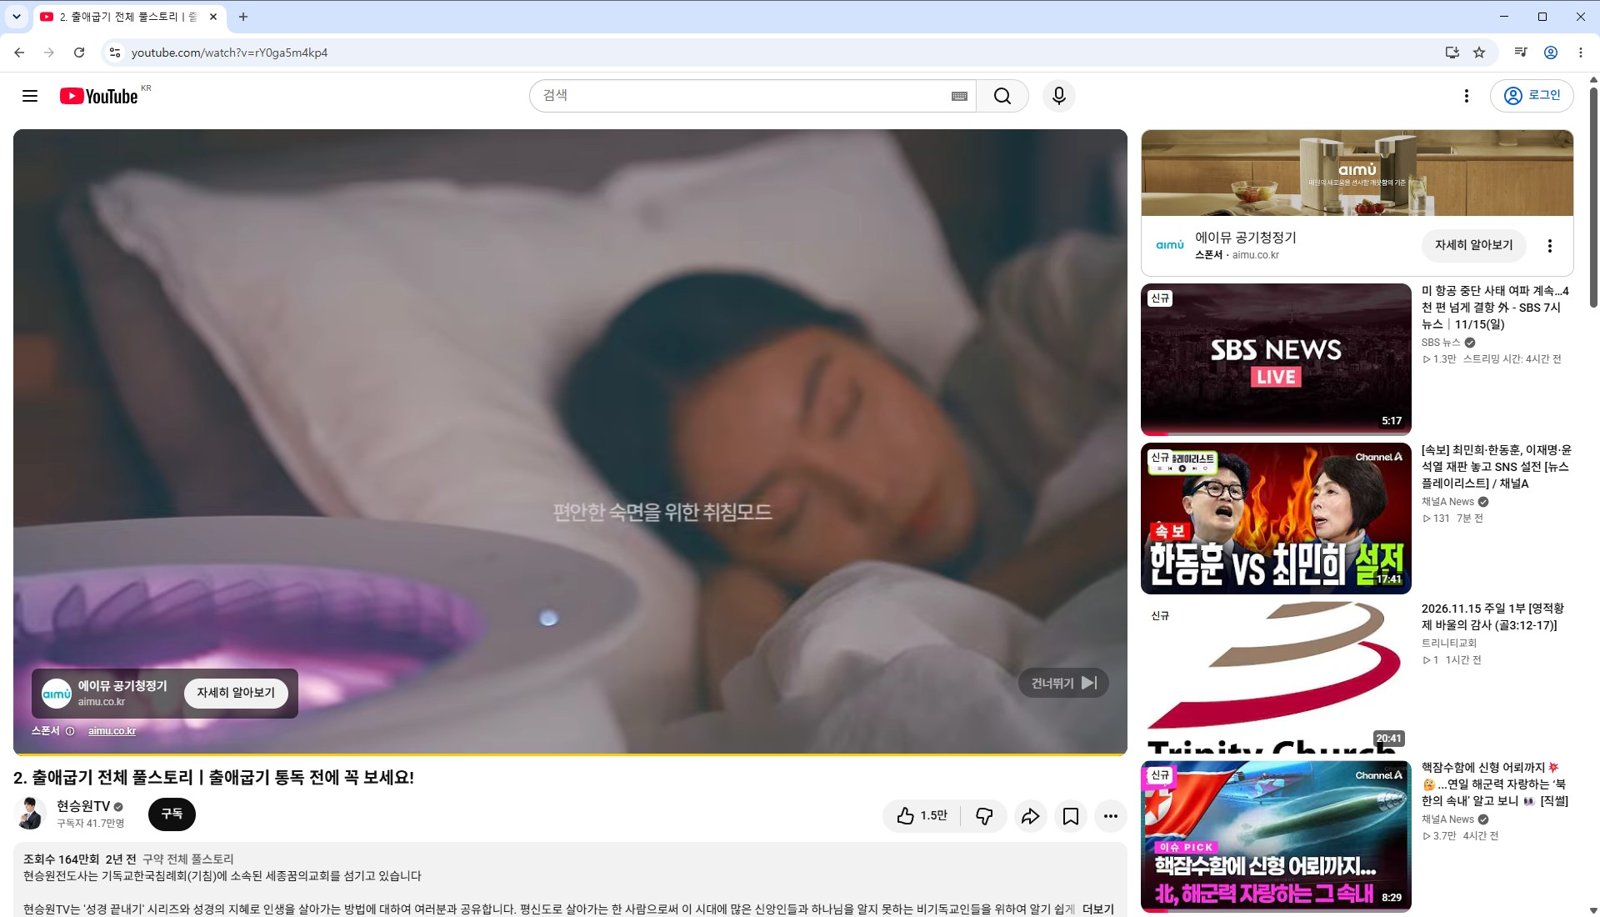 2. 출애굽기 전체 풀스토리 | 출
youtube.com/watch?v=rY0ga5m4kp4
YouTube KR
검색
로그인
편안한 숙면을 위한 취침모드
aimu
에이뮤 공기청정기
aimu.co.kr
자세히 알아보기
건너뛰기
스폰서 aimu.co.kr
2. 출애굽기 전체 풀스토리ㅣ출애굽기 통독 전에 꼭 보세요!
현승원TV
구독자 41.7만명
구독
1.5만
조회수 164만회 2년 전 구약 전체 풀스토리
현승원전도사는 기독교한국침례회(기침)에 소속된 세종꿈의교회를 섬기고 있습니다
현승원TV는 '성경 끝내기' 시리즈와 성경의 지혜로 인생을 살아가는 방법에 대하여 여러분과 공유합니다. 평신도로 살아가는 한 사람으로써 이 시대에 많은 신앙인들과 하나님을 알지 못하는 비기독교인들을 위하여 알기 쉽게 더보기
aimu
aimu
에이뮤 공기청정기
스폰서 · aimu.co.kr
자세히 알아보기
신규
SBS NEWS
LIVE
5:17
미 항공 중단 사태 여파 계속…4
천 편 넘게 결항 外 - SBS 7시
뉴스｜11/15(일)
SBS 뉴스
1.3만 스트리밍 시간: 4시간 전
신규
플레이리스트
Channel A
속보
한동훈 VS 최민희 설전
17:41
[속보] 최민희·한동훈, 이재명·윤
석열 재판 놓고 SNS 설전 [뉴스
플레이리스트] / 채널A
채널A News
131 7분 전
신규
Trinity Church
20:41
2026.11.15 주일 1부 [영적황
제 바울의 감사 (골3:12-17)]
트리니티교회
1 1시간 전
신규
Channel A
이슈 PICK
핵잠수함에 신형 어뢰까지...
北, 해군력 자랑하는 그 속내
8:29
핵잠수함에 신형 어뢰까지💥
🤔...연일 해군력 자랑하는 '북
한의 속내' 알고 보니 👀 [직썰]
채널A News
3.7만 4시간 전